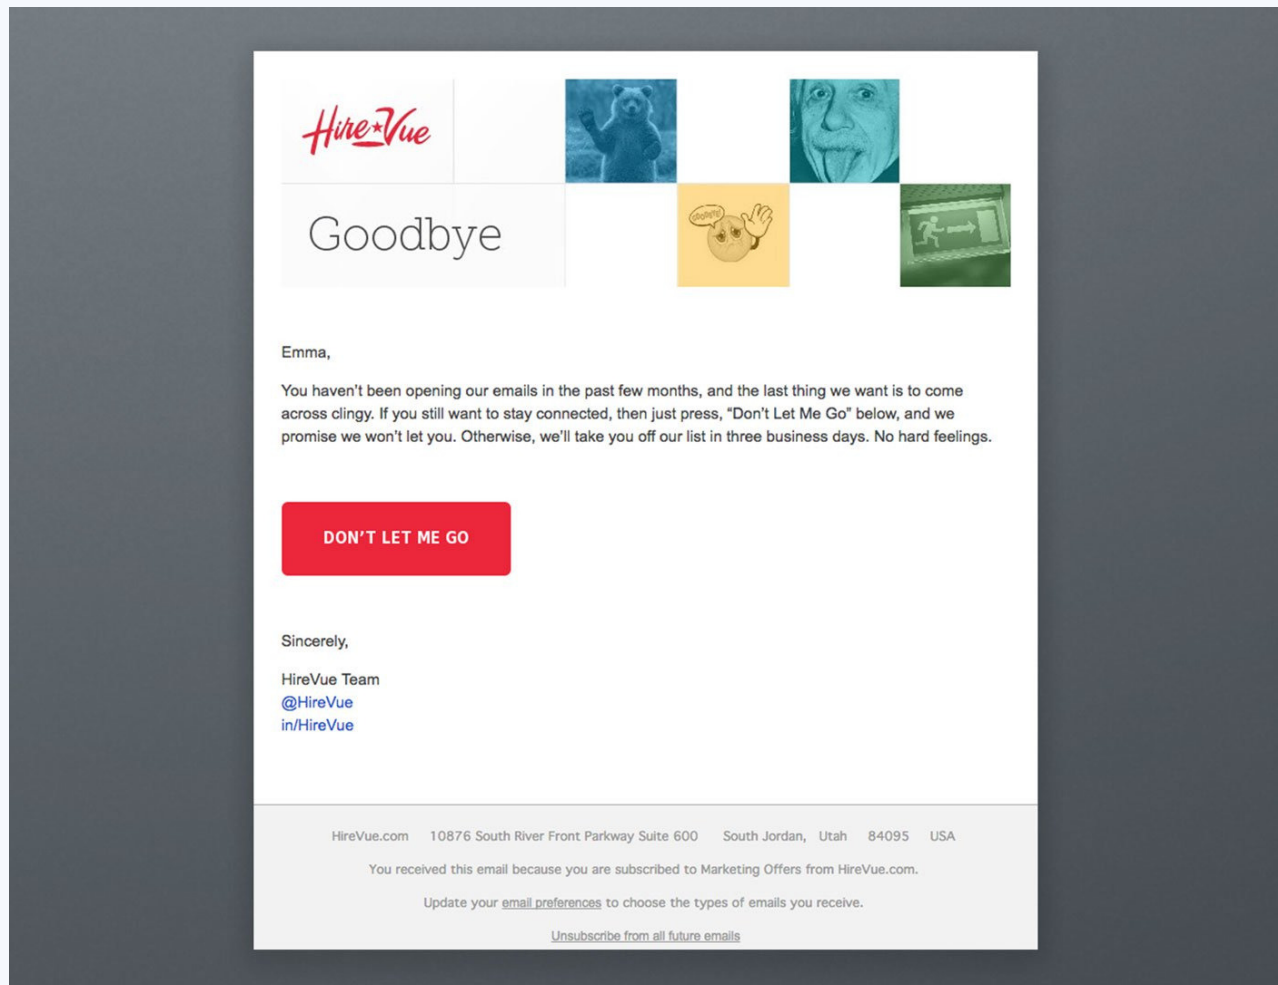 Hire★Vue
Goodbye
GOODBYE!
Emma,
You haven’t been opening our emails in the past few months, and the last thing we want is to come
across clingy. If you still want to stay connected, then just press, “Don’t Let Me Go” below, and we
promise we won’t let you. Otherwise, we’ll take you off our list in three business days. No hard feelings.
DON’T LET ME GO
Sincerely,
HireVue Team
@HireVue
in/HireVue
HireVue.com 10876 South River Front Parkway Suite 600 South Jordan, Utah 84095 USA
You received this email because you are subscribed to Marketing Offers from HireVue.com.
Update your email preferences to choose the types of emails you receive.
Unsubscribe from all future emails